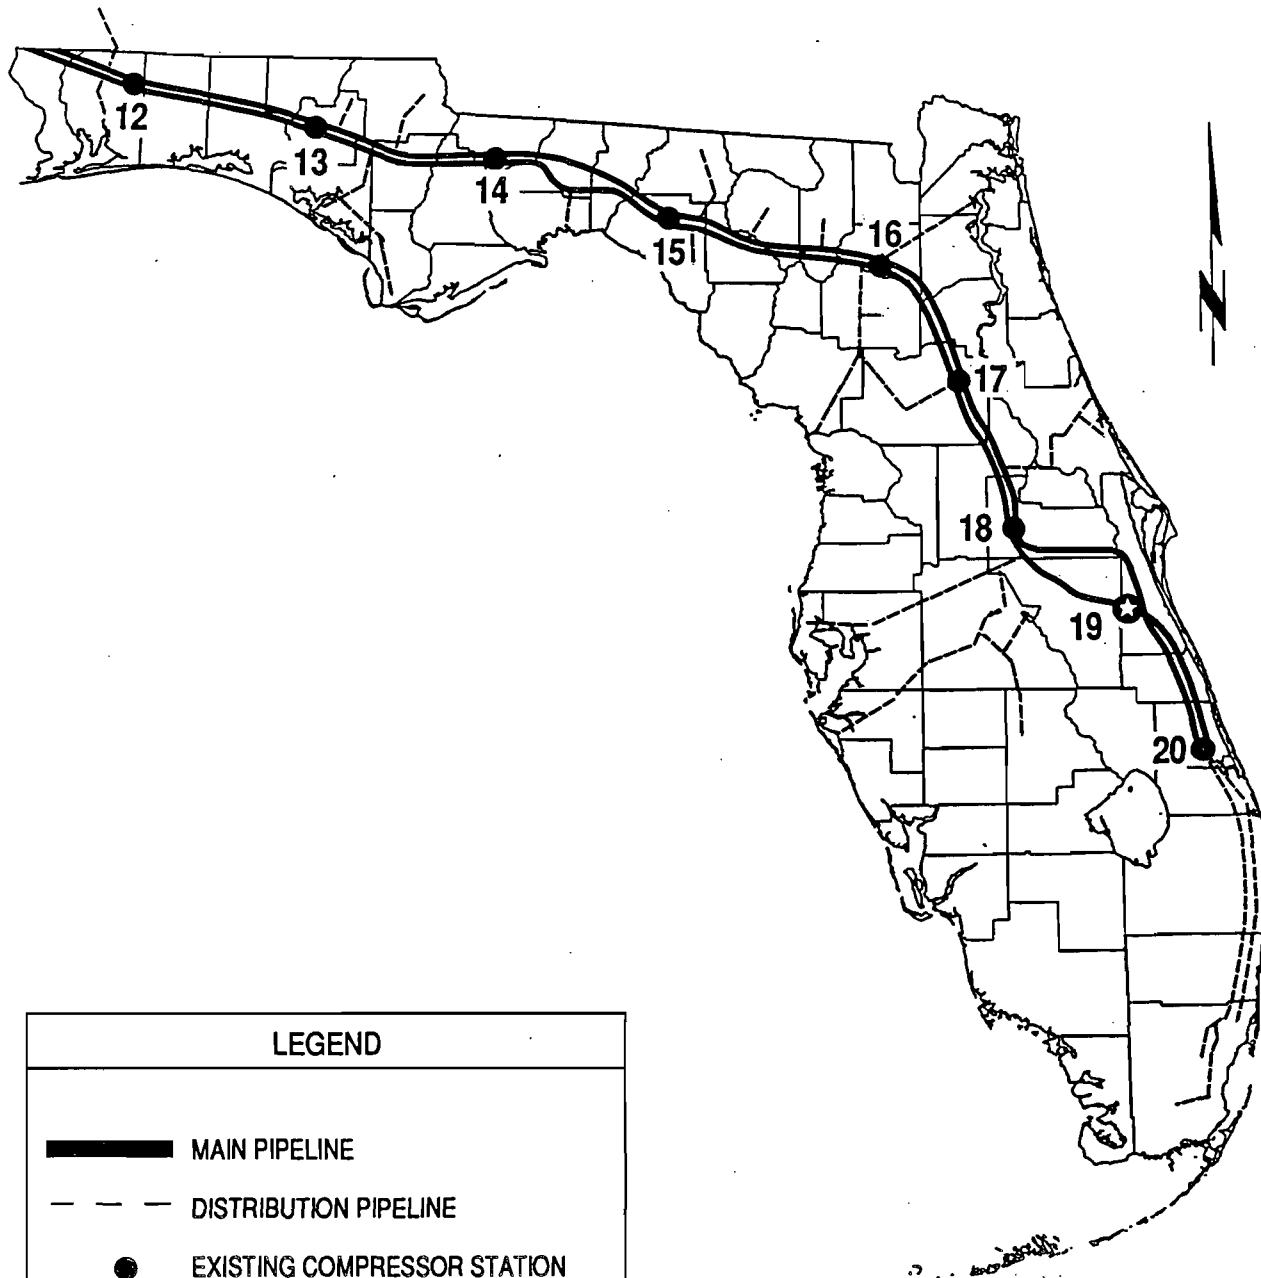 12
13
14
15
16
17
18
19
20
N
LEGEND
MAIN PIPELINE
DISTRIBUTION PIPELINE
EXISTING COMPRESSOR STATION